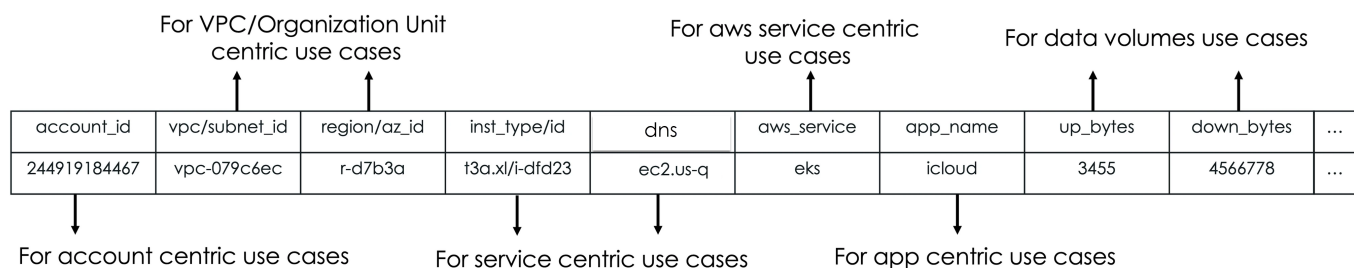 For VPC/Organization Unit
centric use cases
For aws service centric
use cases
For data volumes use cases
account_id vpc/subnet_id region/az_id inst_type/id dns aws_service app_name up_bytes down_bytes ...
244919184467 vpc-079c6ec r-d7b3a t3a.xl/i-dfd23 ec2.us-q eks icloud 3455 4566778 ...
For account centric use cases
For service centric use cases
For app centric use cases